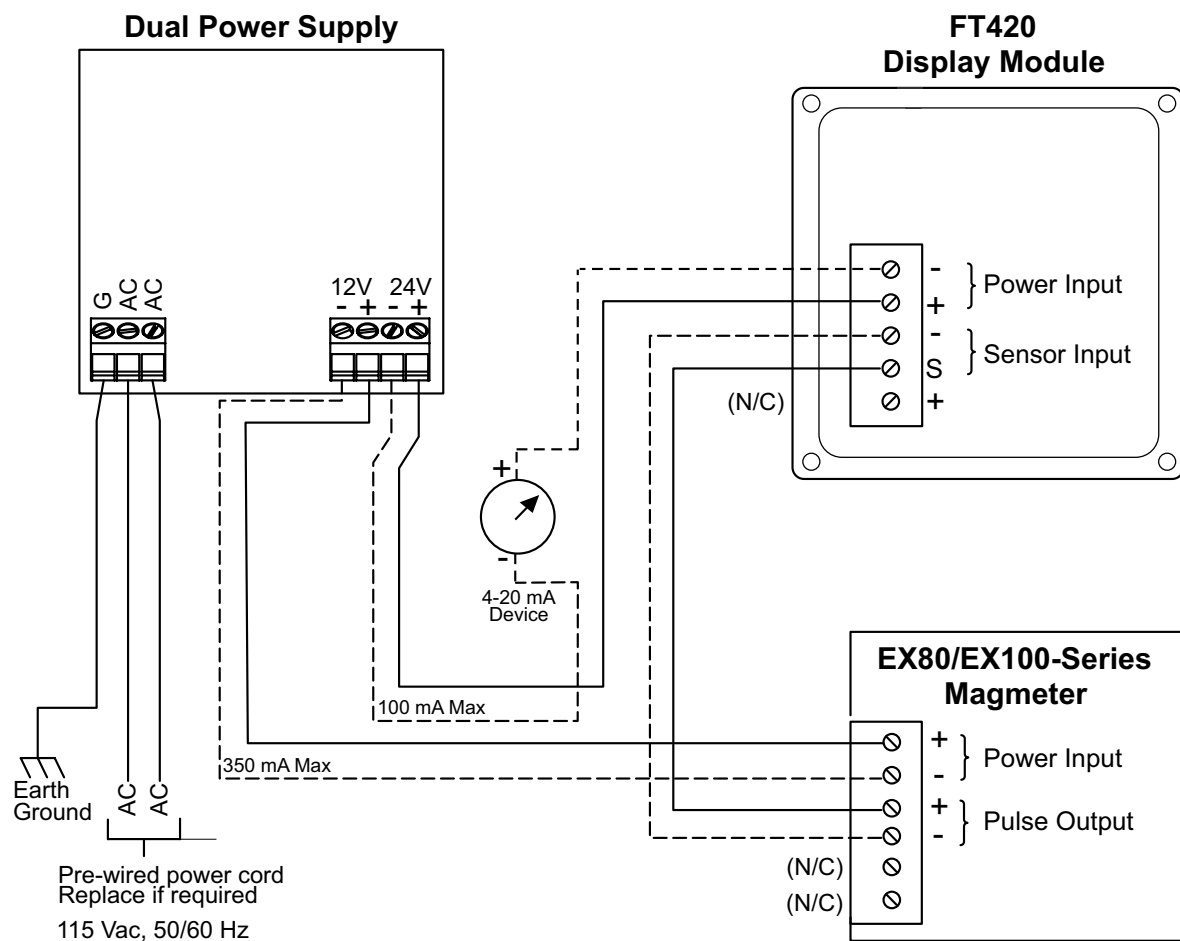 Dual Power Supply
FT420
Display Module
G
AC
AC
12V
24V
- + - +
-
+
Power Input
-
S
Sensor Input
(N/C)
+
+
-
4-20 mA
Device
100 mA Max
350 mA Max
EX80/EX100-Series
Magmeter
+
-
Power Input
+
-
Pulse Output
(N/C)
(N/C)
Earth
Ground
AC
AC
Pre-wired power cord
Replace if required
115 Vac, 50/60 Hz